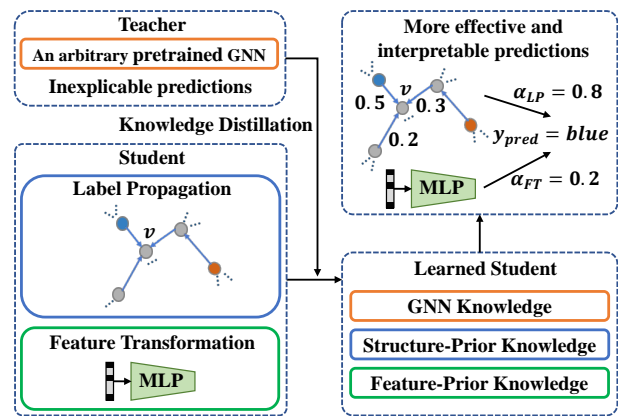 Teacher
An arbitrary pretrained GNN
Inexplicable predictions
Knowledge Distillation
Student
Label Propagation
v
Feature Transformation
MLP
More effective and
interpretable predictions
v
0.5
0.3
0.2
α_LP = 0.8
y_pred = blue
α_FT = 0.2
MLP
Learned Student
GNN Knowledge
Structure-Prior Knowledge
Feature-Prior Knowledge